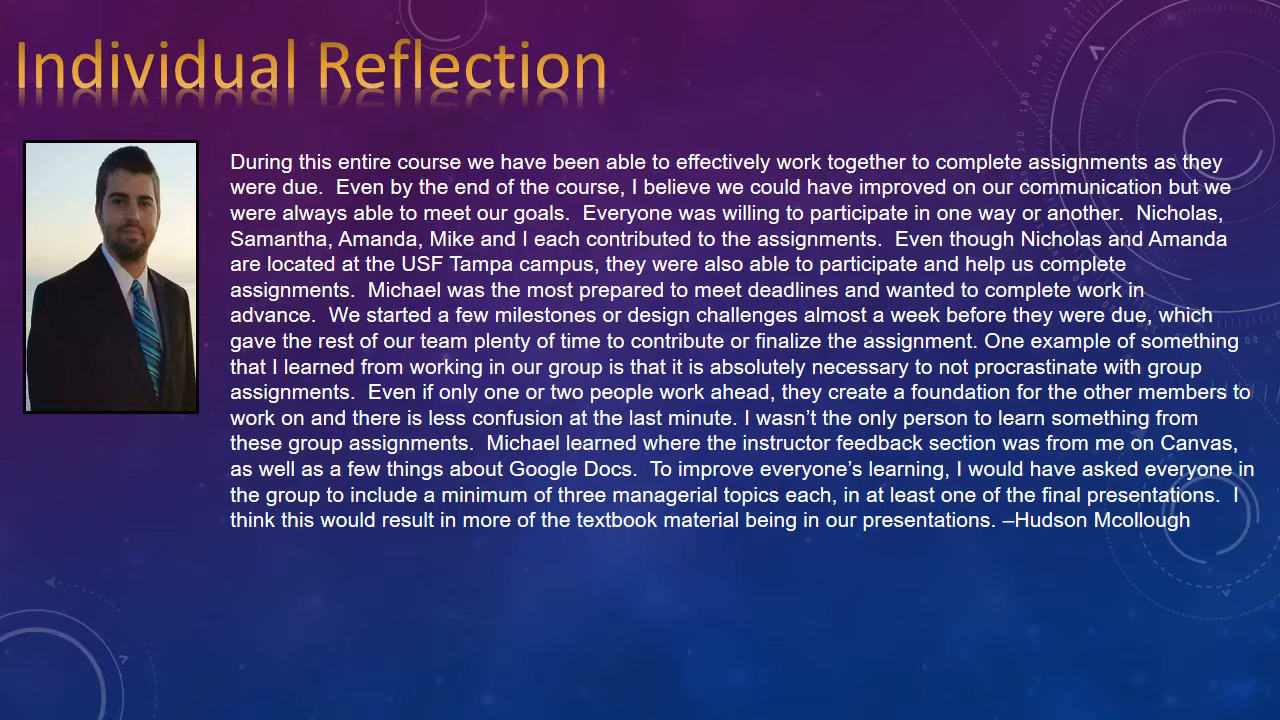 Individual Reflection
During this entire course we have been able to effectively work together to complete assignments as they
were due.  Even by the end of the course, I believe we could have improved on our communication but we
were always able to meet our goals.  Everyone was willing to participate in one way or another.  Nicholas,
Samantha, Amanda, Mike and I each contributed to the assignments.  Even though Nicholas and Amanda
are located at the USF Tampa campus, they were also able to participate and help us complete
assignments.  Michael was the most prepared to meet deadlines and wanted to complete work in
advance.  We started a few milestones or design challenges almost a week before they were due, which
gave the rest of our team plenty of time to contribute or finalize the assignment. One example of something
that I learned from working in our group is that it is absolutely necessary to not procrastinate with group
assignments.  Even if only one or two people work ahead, they create a foundation for the other members to
work on and there is less confusion at the last minute. I wasn’t the only person to learn something from
these group assignments.  Michael learned where the instructor feedback section was from me on Canvas,
as well as a few things about Google Docs.  To improve everyone’s learning, I would have asked everyone in
the group to include a minimum of three managerial topics each, in at least one of the final presentations.  I
think this would result in more of the textbook material being in our presentations. –Hudson Mcollough